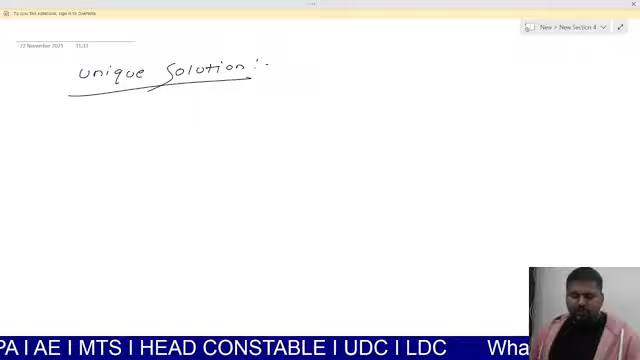 To sync this notebook, sign in to OneNote.
New > New Section 4
22 November 2021 11:33
unique solution :-
PA I AE I MTS I HEAD CONSTABLE I UDC I LDC Wha